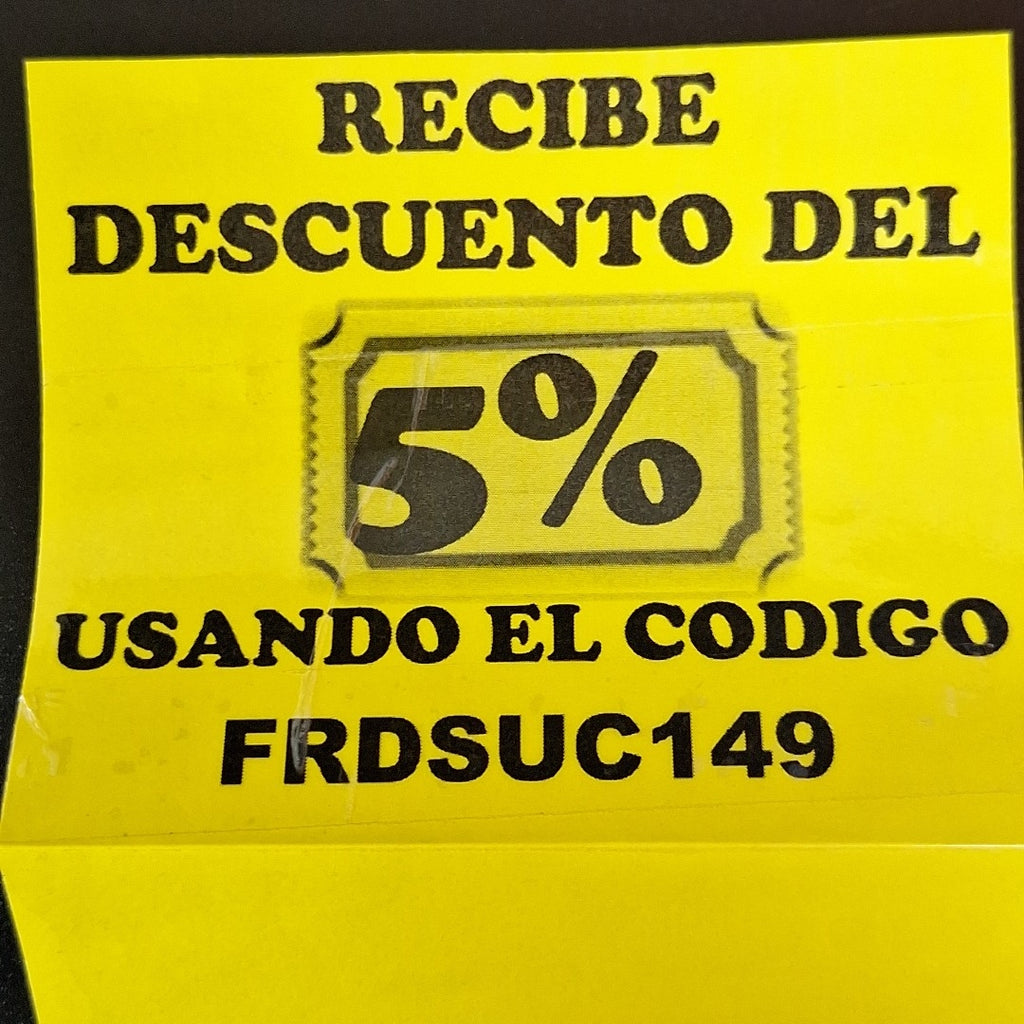 RECIBE
DESCUENTO DEL
5%
USANDO EL CODIGO
FRDSUC149